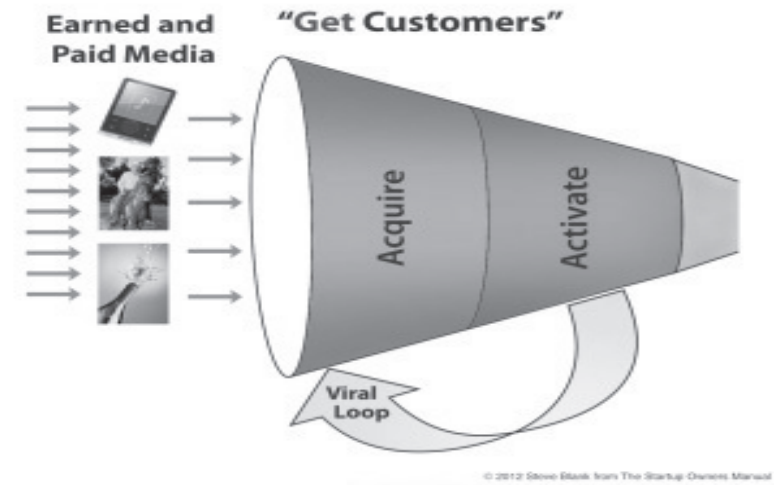 Earned and
Paid Media
"Get Customers"
Acquire
Activate
Viral
Loop
© 2012 Steve Blank from The Startup Owners Manual